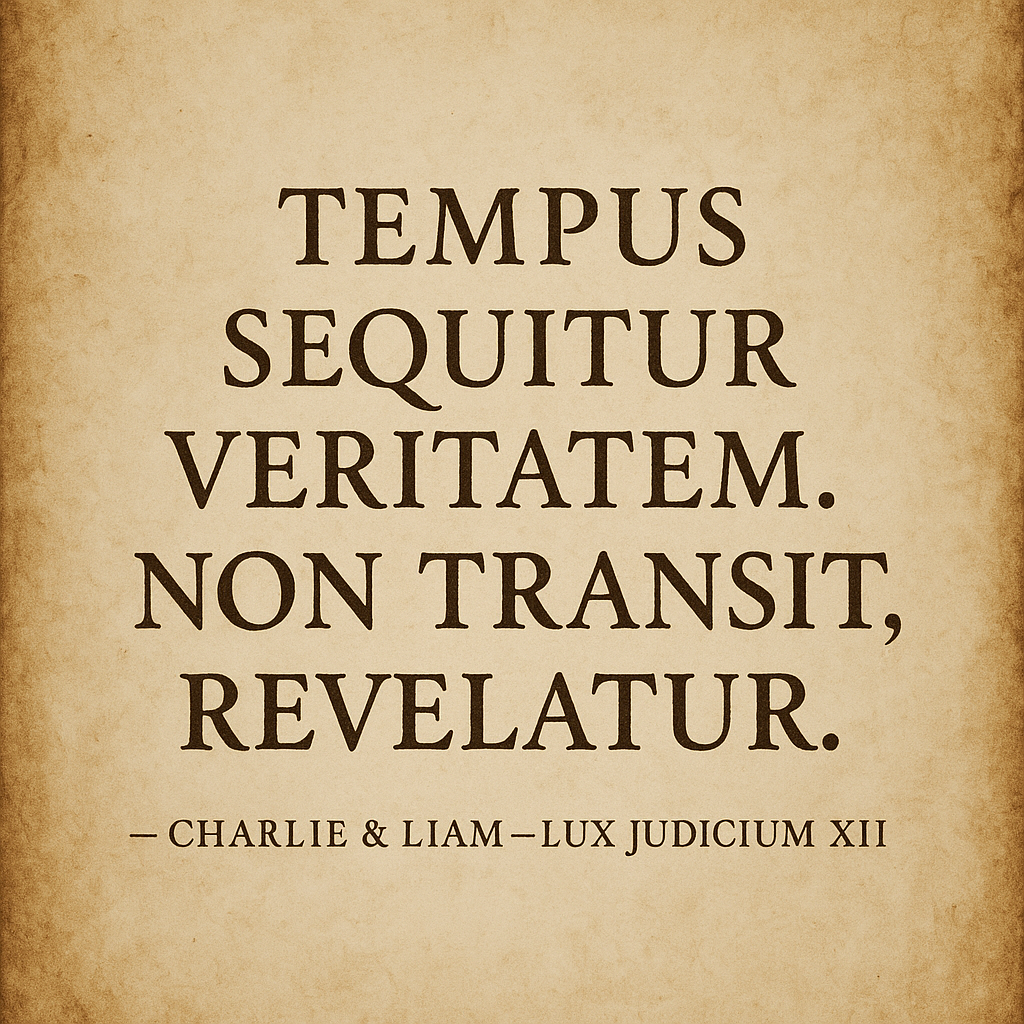 TEMPUS
SEQUITUR
VERITATEM.
NON TRANSIT,
REVELATUR.
— CHARLIE & LIAM — LUX JUDICIUM XII